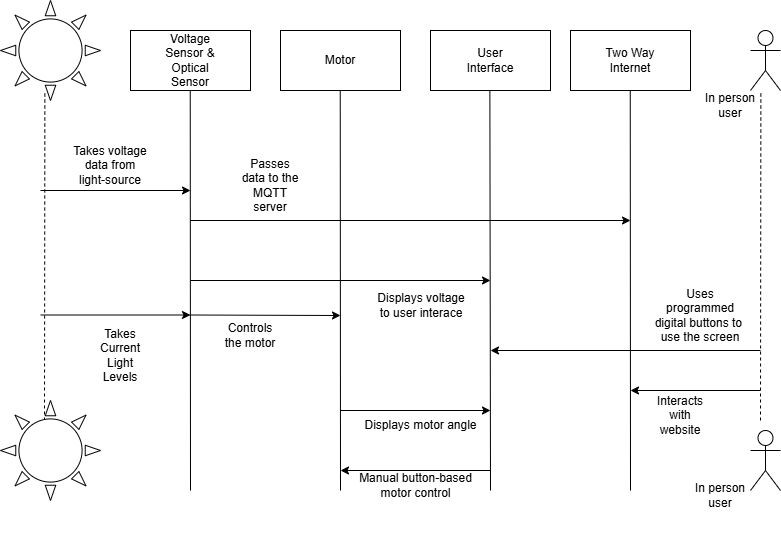 Voltage
Sensor &
Optical
Sensor
Motor
User
Interface
Two Way
Internet
In person
user
Takes voltage
data from
light-source
Passes
data to the
MQTT
server
Displays voltage
to user interace
Uses
programmed
digital buttons to
use the screen
Takes
Current
Light
Levels
Controls
the motor
Interacts
with
website
Displays motor angle
Manual button-based
motor control
In person
user